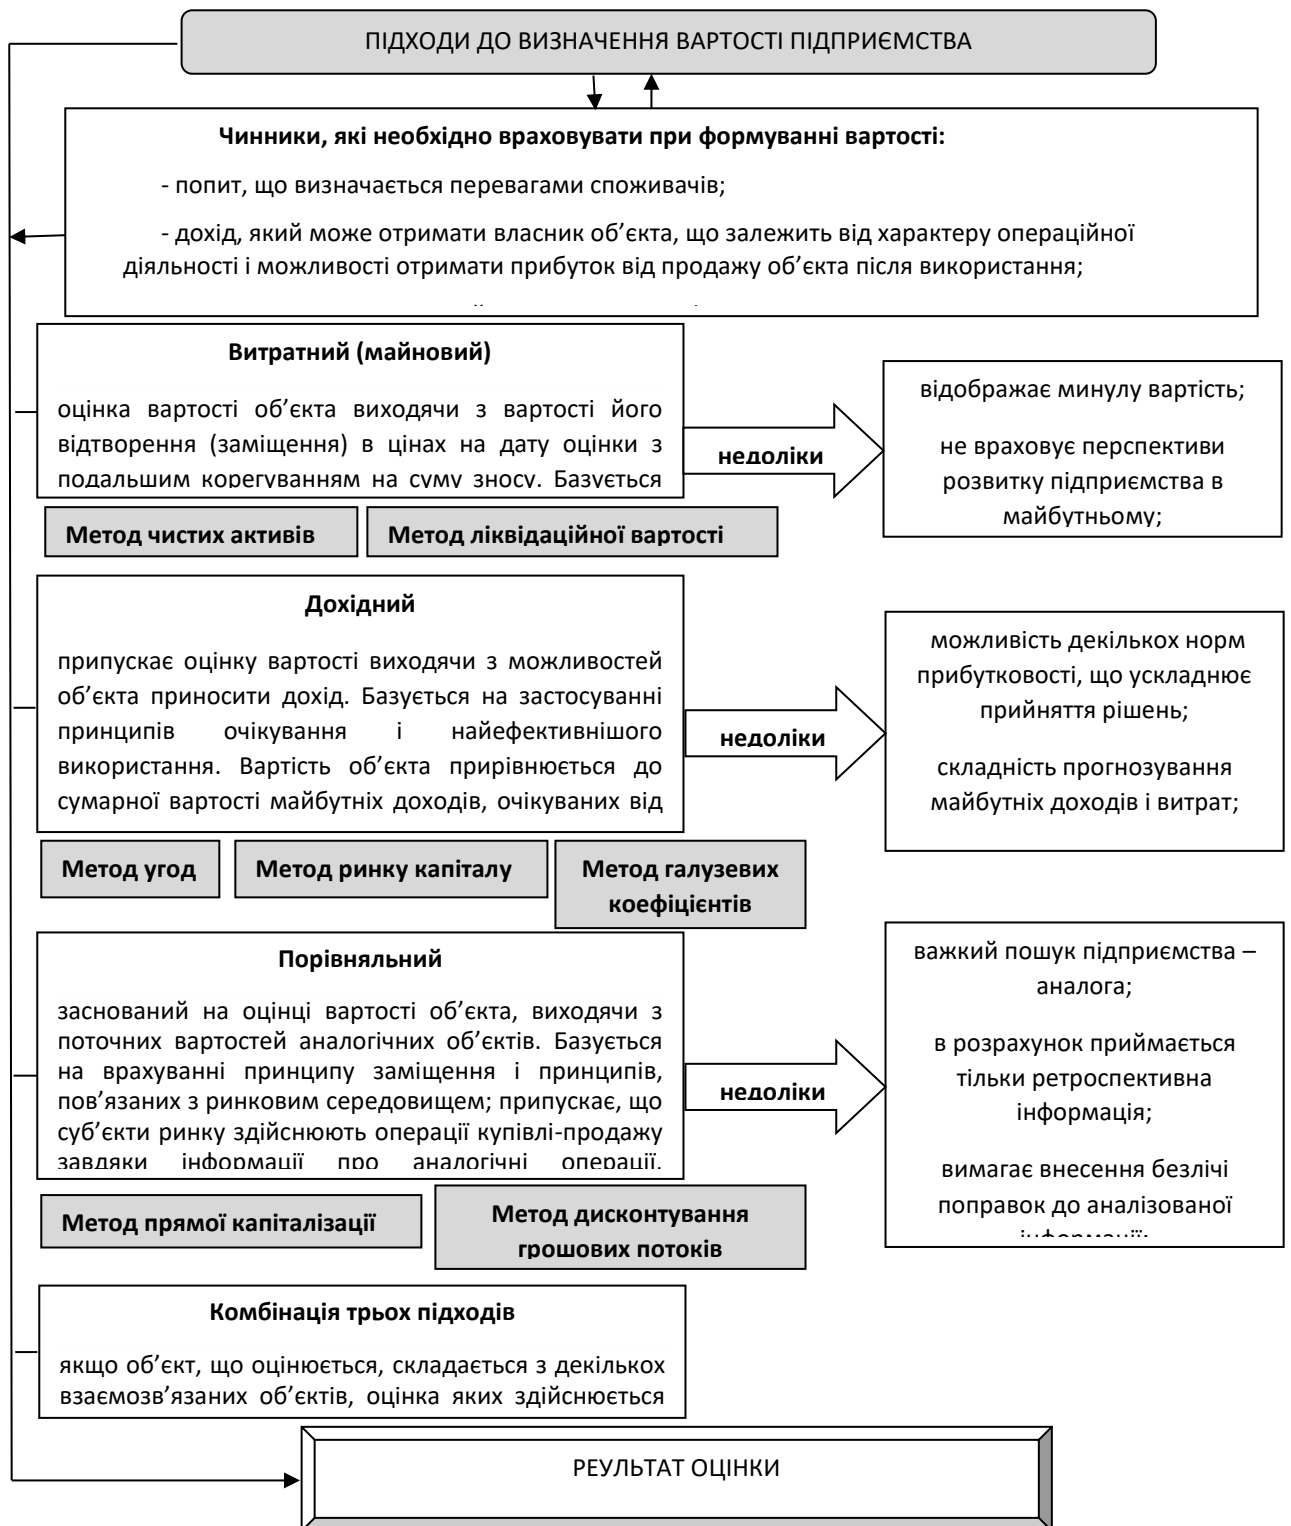 ПІДХОДИ ДО ВИЗНАЧЕННЯ ВАРТОСТІ ПІДПРИЄМСТВА
Чинники, які необхідно враховувати при формуванні вартості:
- попит, що визначається перевагами споживачів;
- дохід, який може отримати власник об’єкта, що залежить від характеру операційної
діяльності і можливості отримати прибуток від продажу об’єкта після використання;
Витратний (майновий)
оцінка вартості об’єкта виходячи з вартості його
відтворення (заміщення) в цінах на дату оцінки з
подальшим корегуванням на суму зносу. Базується
недоліки
відображає минулу вартість;
не враховує перспективи
розвитку підприємства в
майбутньому;
Метод чистих активів
Метод ліквідаційної вартості
Дохідний
припускає оцінку вартості виходячи з можливостей
об’єкта приносити дохід. Базується на застосуванні
принципів очікування і найефективнішого
використання. Вартість об’єкта прирівнюється до
сумарної вартості майбутніх доходів, очікуваних від
недоліки
можливість декількох норм
прибутковості, що ускладнює
прийняття рішень;
складність прогнозування
майбутніх доходів і витрат;
Метод угод
Метод ринку капіталу
Метод галузевих
коефіцієнтів
Порівняльний
заснований на оцінці вартості об’єкта, виходячи з
поточних вартостей аналогічних об’єктів. Базується
на врахуванні принципу заміщення і принципів,
пов’язаних з ринковим середовищем; припускає, що
суб’єкти ринку здійснюють операції купівлі-продажу
завдяки інформації про аналогічні операції.
недоліки
важкий пошук підприємства –
аналога;
в розрахунок приймається
тільки ретроспективна
інформація;
вимагає внесення безлічі
поправок до аналізованої
інформації;
Метод прямої капіталізації
Метод дисконтування
грошових потоків
Комбінація трьох підходів
якщо об’єкт, що оцінюється, складається з декількох
взаємозв’язаних об’єктів, оцінка яких здійснюється
РЕУЛЬТАТ ОЦІНКИ